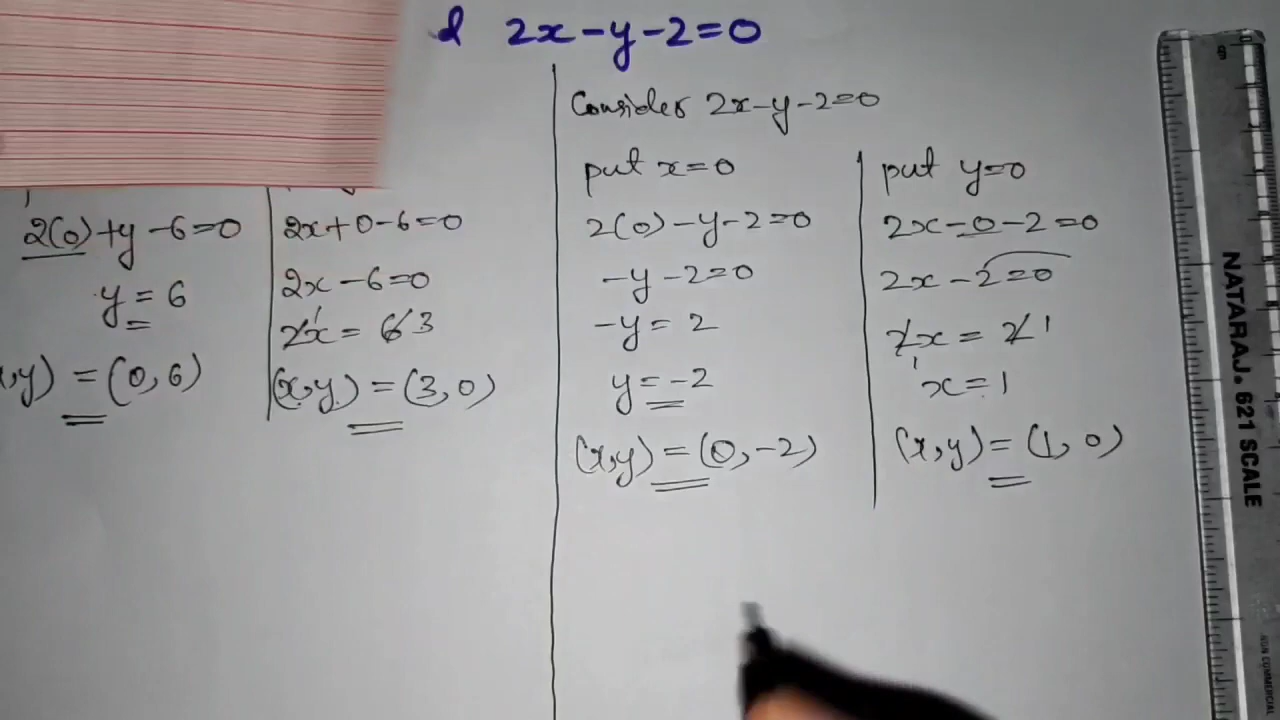 & 2x-y-2=0
2(0)+y-6=0
y=6
,y)=(0,6)
2x+0-6=0
2x-6=0
2x=6 3
(x,y)=(3,0)
Consider 2x-y-2=0
put x=0
2(0)-y-2=0
-y-2=0
-y=2
y=-2
(x,y)=(0,-2)
put y=0
2x-0-2=0
2x-2=0
2x=2 1
x=1
(x,y)=(1,0)
NATARAJ. 621 SCALE